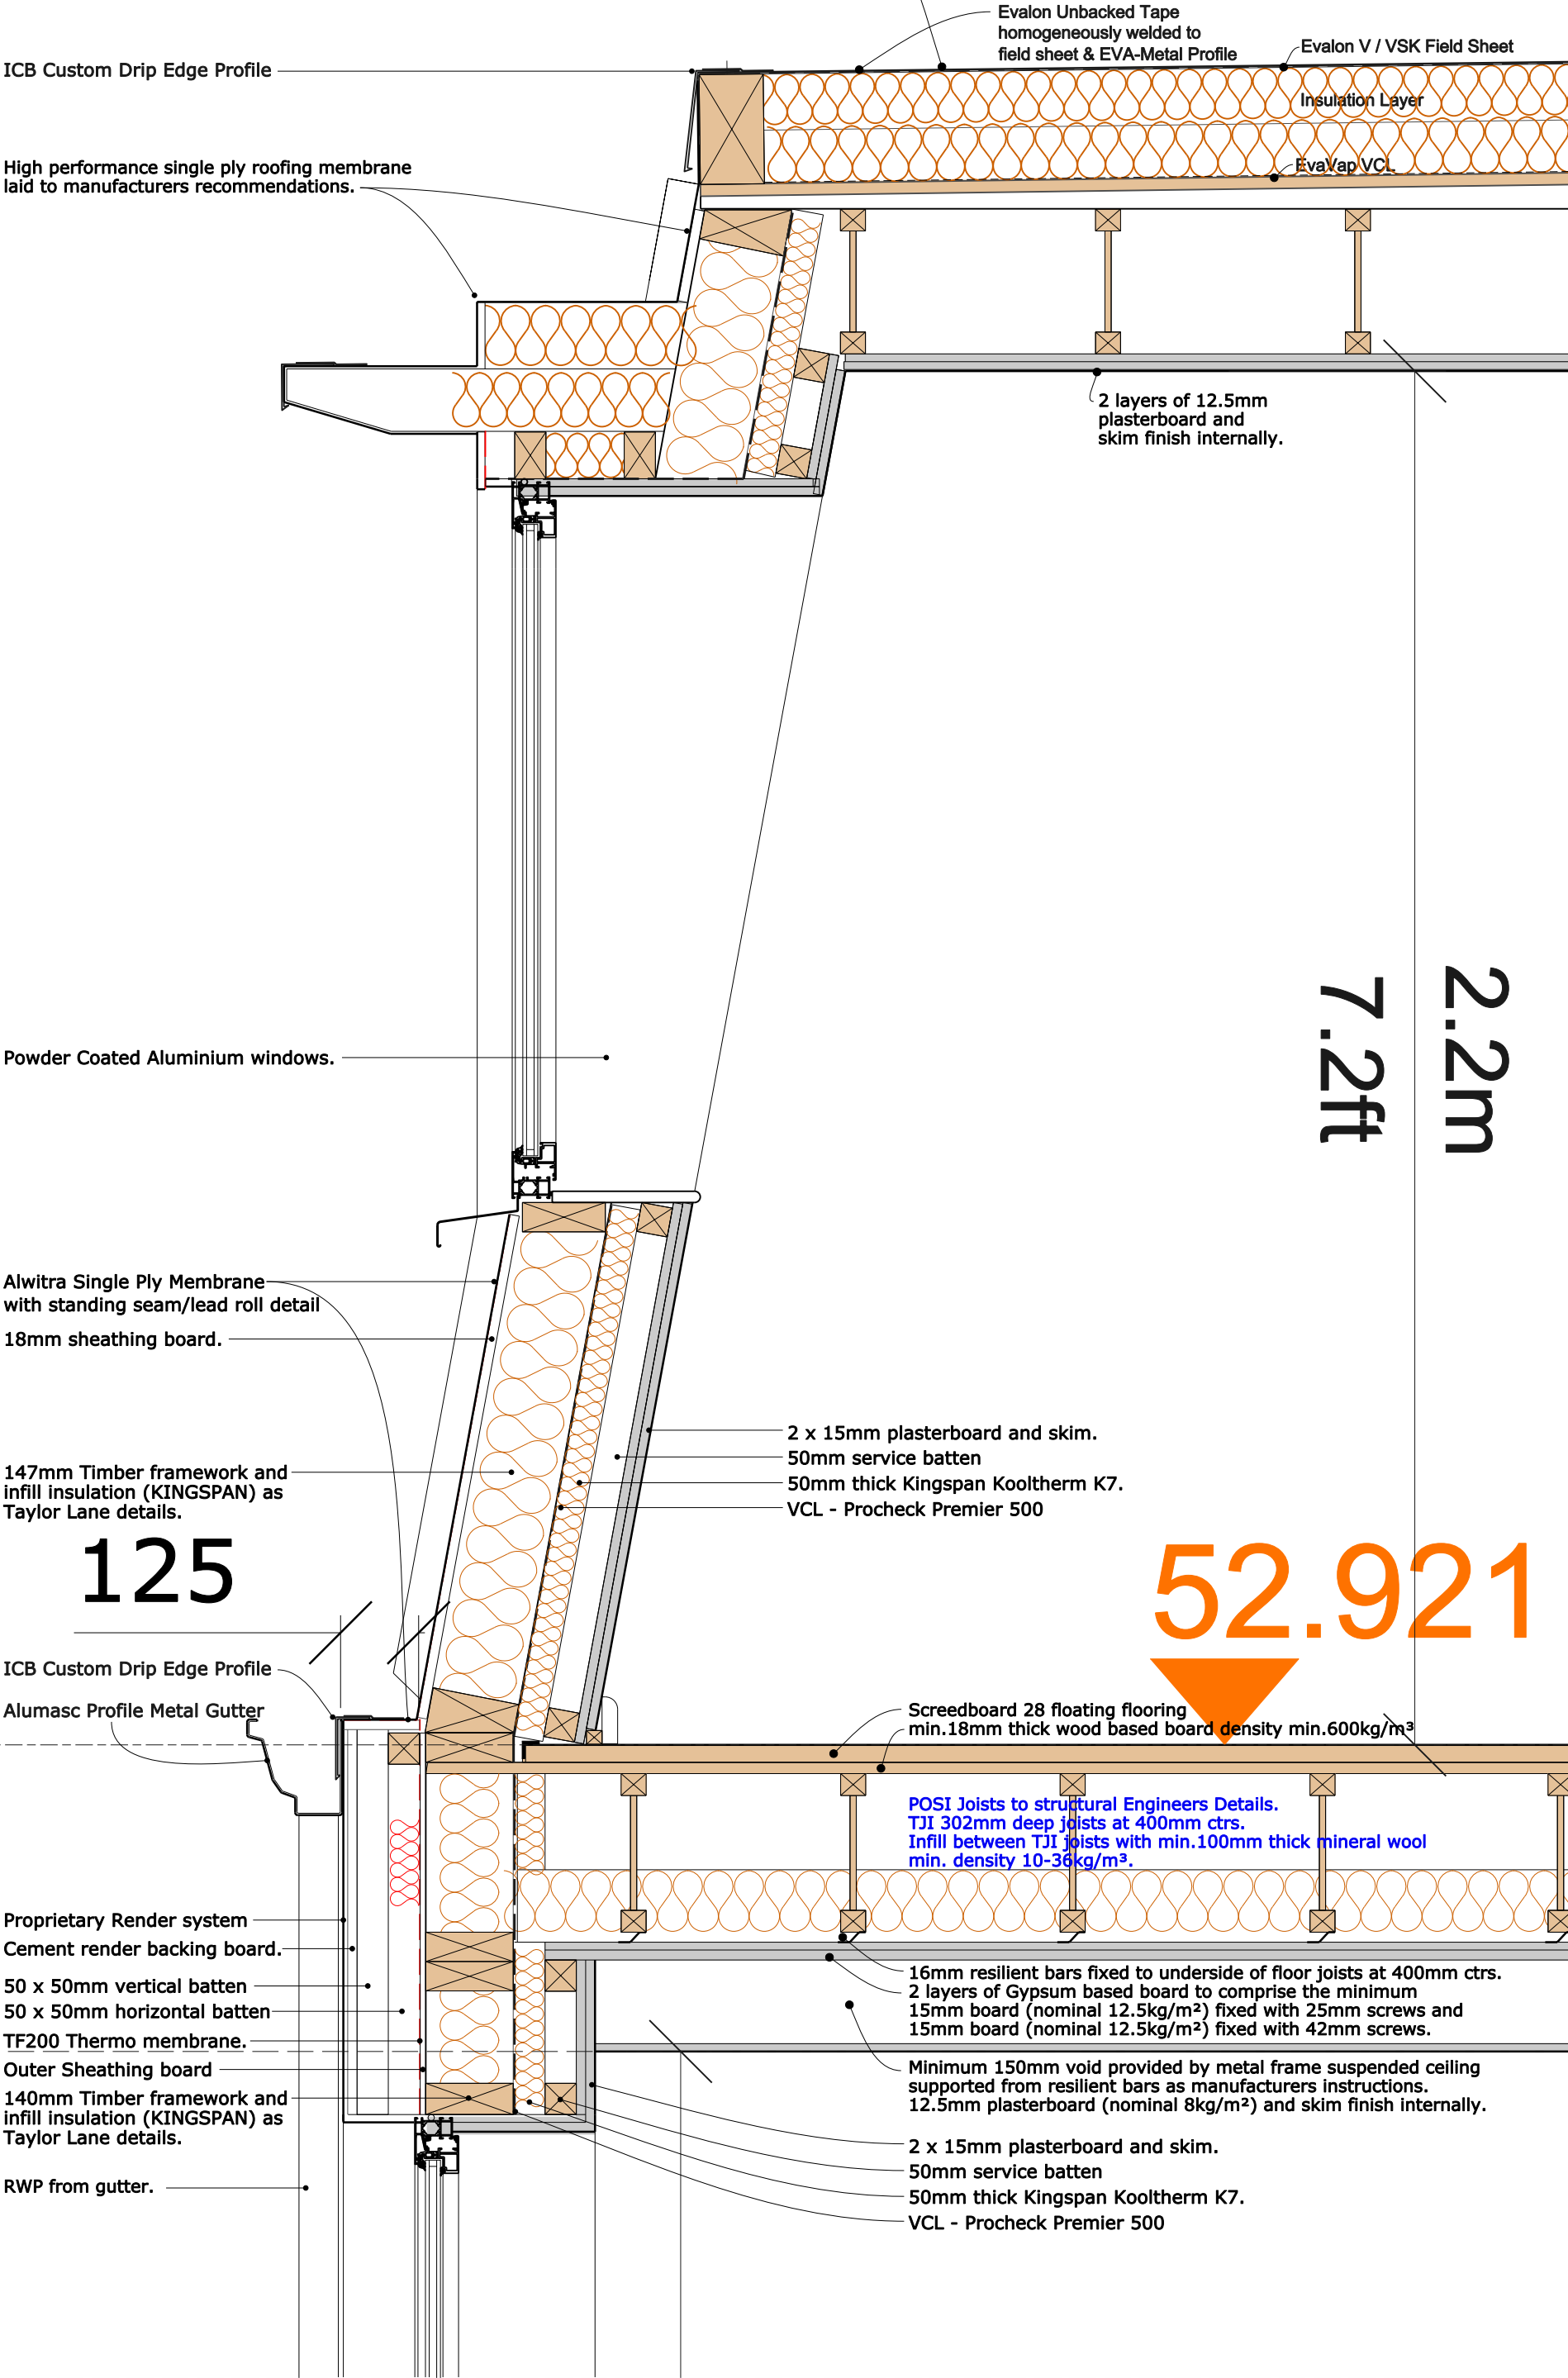 Evalon Unbacked Tape
homogeneously welded to
field sheet & EVA-Metal Profile
Evalon V / VSK Field Sheet
ICB Custom Drip Edge Profile
Insulation Layer
High performance single ply roofing membrane
laid to manufacturers recommendations.
EvaVap VCL
2 layers of 12.5mm
plasterboard and
skim finish internally.
2.2m
7.2ft
Powder Coated Aluminium windows.
Alwitra Single Ply Membrane
with standing seam/lead roll detail
18mm sheathing board.
2 x 15mm plasterboard and skim.
50mm service batten
50mm thick Kingspan Kooltherm K7.
VCL - Procheck Premier 500
147mm Timber framework and
infill insulation (KINGSPAN) as
Taylor Lane details.
125
52.921
ICB Custom Drip Edge Profile
Alumasc Profile Metal Gutter
Screedboard 28 floating flooring
min.18mm thick wood based board density min.600kg/m³
POSI Joists to structural Engineers Details.
TJI 302mm deep joists at 400mm ctrs.
Infill between TJI joists with min.100mm thick mineral wool
min. density 10-36kg/m³.
Proprietary Render system
Cement render backing board.
50 x 50mm vertical batten
50 x 50mm horizontal batten
TF200 Thermo membrane.
Outer Sheathing board
140mm Timber framework and
infill insulation (KINGSPAN) as
Taylor Lane details.
RWP from gutter.
16mm resilient bars fixed to underside of floor joists at 400mm ctrs.
2 layers of Gypsum based board to comprise the minimum
15mm board (nominal 12.5kg/m²) fixed with 25mm screws and
15mm board (nominal 12.5kg/m²) fixed with 42mm screws.
Minimum 150mm void provided by metal frame suspended ceiling
supported from resilient bars as manufacturers instructions.
12.5mm plasterboard (nominal 8kg/m²) and skim finish internally.
2 x 15mm plasterboard and skim.
50mm service batten
50mm thick Kingspan Kooltherm K7.
VCL - Procheck Premier 500